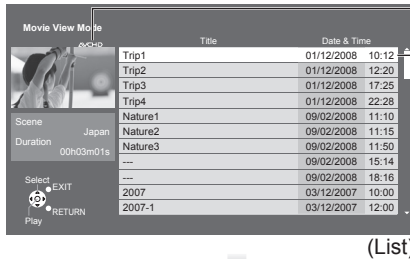 Movie View Mode
AVCHD
Title Date & Time
Trip1 01/12/2008 10:12
Trip2 01/12/2008 12:20
Trip3 01/12/2008 17:25
Trip4 01/12/2008 22:28
Nature1 09/02/2008 11:10
Nature2 09/02/2008 11:15
Nature3 09/02/2008 11:50
--- 09/02/2008 15:14
--- 09/02/2008 18:16
2007 03/12/2007 10:00
2007-1 03/12/2007 12:00
Scene
Japan
Duration
00h03m01s
Select
EXIT
RETURN
Play
(List)